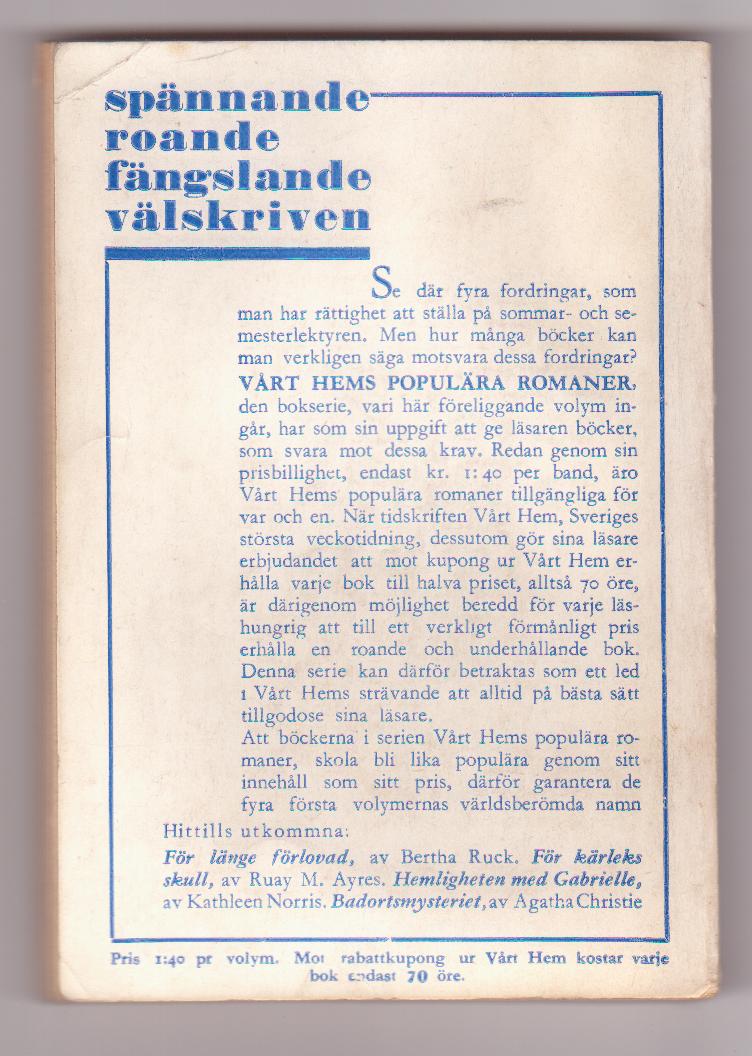 spännande
roande
fängslande
välskriven
Se där fyra fordringar, som
man har rättighet att ställa på sommar- och se-
mesterlektyren. Men hur många böcker kan
man verkligen säga motsvara dessa fordringar?
VÅRT HEMS POPULÄRA ROMANER,
den bokserie, vari här föreliggande volym in-
går, har som sin uppgift att ge läsaren böcker,
som svara mot dessa krav. Redan genom sin
prisbillighet, endast kr. 1:40 per band, äro
Vårt Hems populära romaner tillgängliga för
var och en. När tidskriften Vårt Hem, Sveriges
största veckotidning, dessutom gör sina läsare
erbjudandet att mot kupong ur Vårt Hem er-
hålla varje bok till halva priset, alltså 70 öre,
är därigenom möjlighet beredd för varje läs-
hungrig att till ett verkligt förmånligt pris
erhålla en roande och underhållande bok.
Denna serie kan därför betraktas som ett led
i Vårt Hems strävande att alltid på bästa sätt
tillgodose sina läsare.
Att böckerna i serien Vårt Hems populära ro-
maner, skola bli lika populära genom sitt
innehåll som sitt pris, därför garantera de
fyra första volymernas världsberömda namn
Hittills utkommna:
För länge förlovad, av Bertha Ruck. För kärleks
skull, av Ruay M. Ayres. Hemligheten med Gabrielle,
av Kathleen Norris. Badortsmysteriet, av Agatha Christie
Pris 1:40 pr volym. Mot rabattkupong ur Vårt Hem kostar varje
bok endast 70 öre.